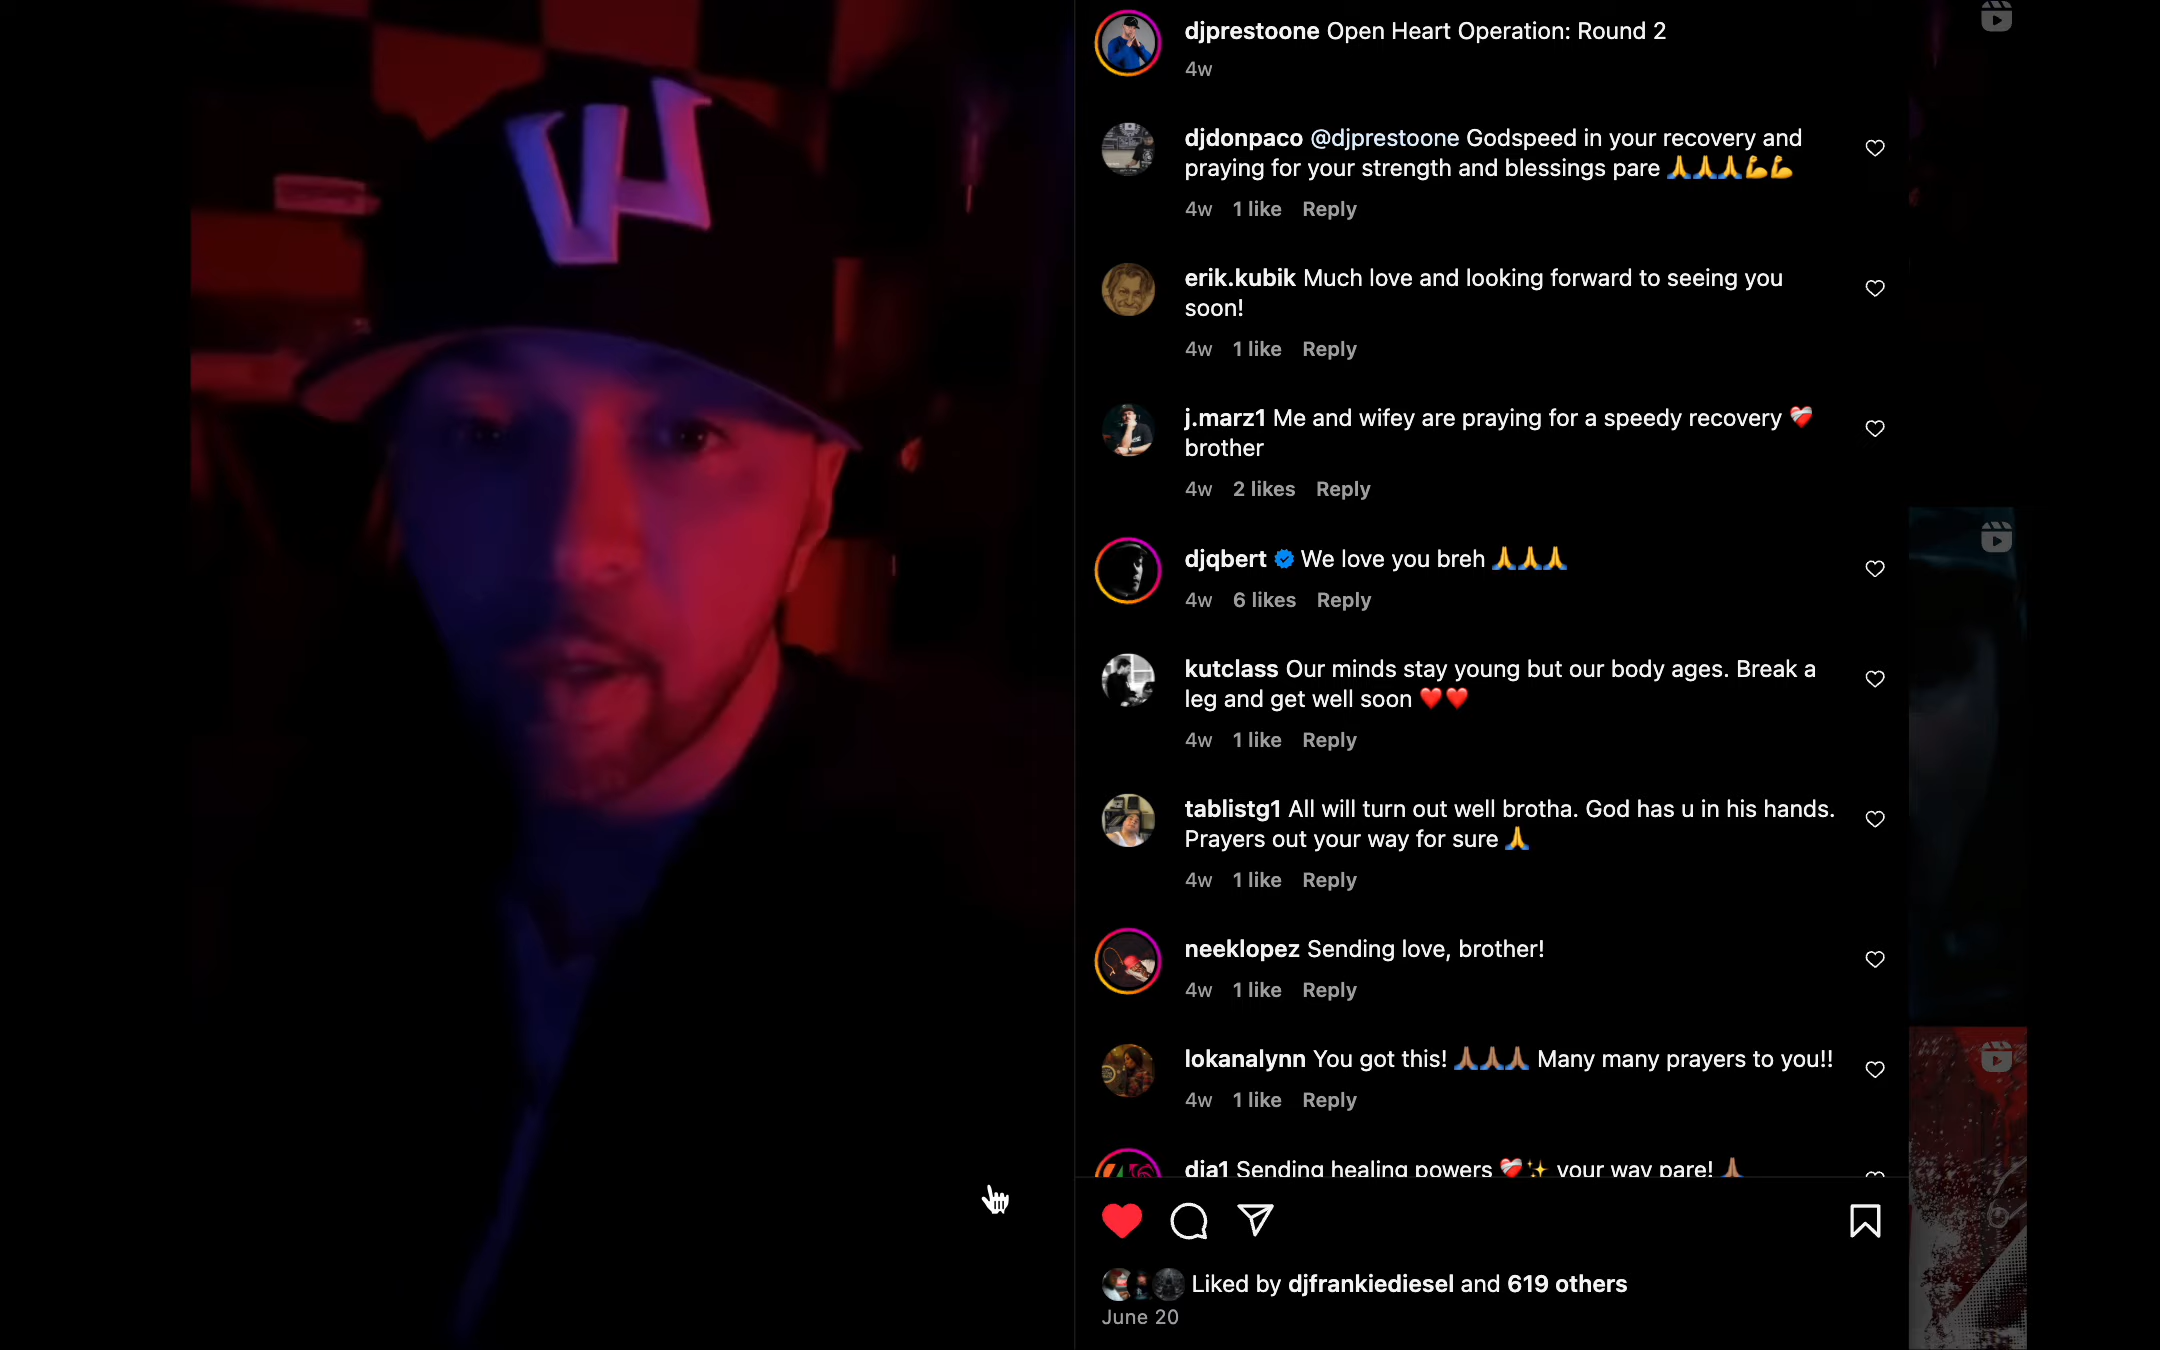 W
djprestoone Open Heart Operation: Round 2
4w
djdonpaco @djprestoone Godspeed in your recovery and
praying for your strength and blessings pare 🙏🙏🙏💪💪
4w 1 like Reply
erik.kubik Much love and looking forward to seeing you
soon!
4w 1 like Reply
j.marz1 Me and wifey are praying for a speedy recovery ❤️‍🩹
brother
4w 2 likes Reply
djqbert We love you breh 🙏🙏🙏
4w 6 likes Reply
kutclass Our minds stay young but our body ages. Break a
leg and get well soon ❤️❤️
4w 1 like Reply
tablistg1 All will turn out well brotha. God has u in his hands.
Prayers out your way for sure 🙏
4w 1 like Reply
neeklopez Sending love, brother!
4w 1 like Reply
lokanalynn You got this! 🙏🏽🙏🏽🙏🏽 Many many prayers to you!!
4w 1 like Reply
dja1 Sending healing powers ❤️‍🩹✨ your way pare! 🙏🏽
Liked by djfrankiediesel and 619 others
June 20